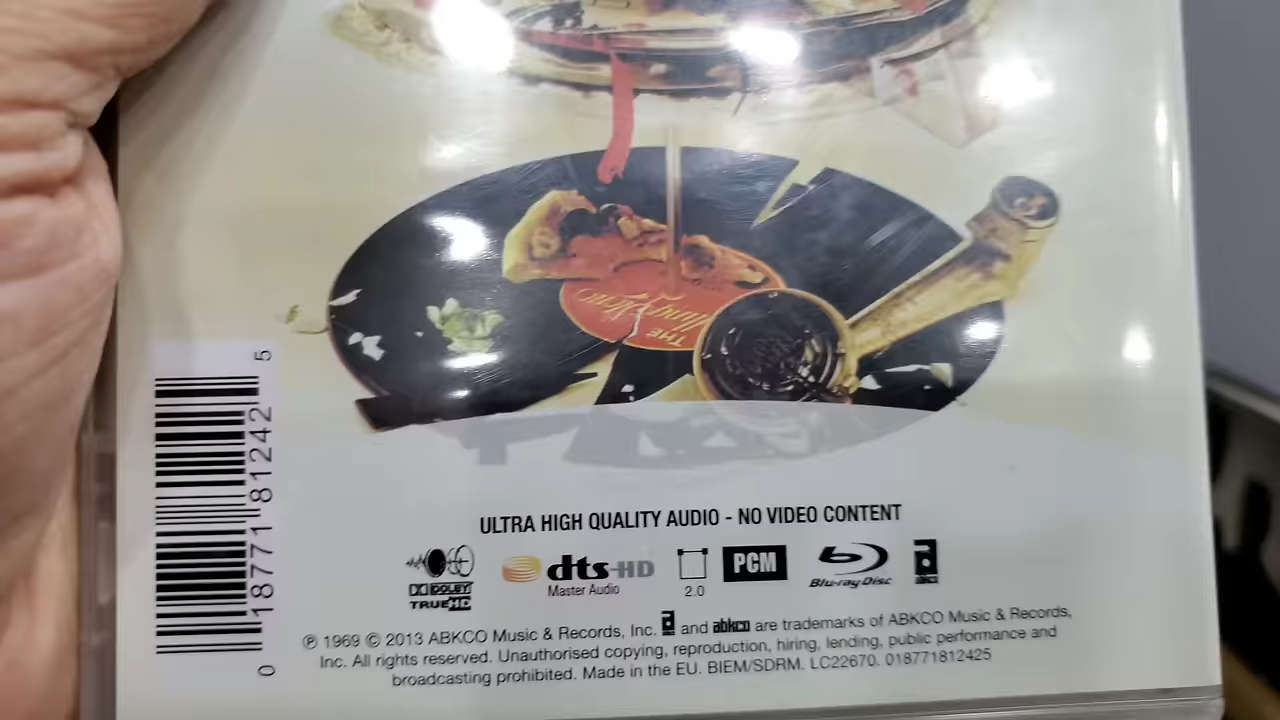 THE
ULTRA HIGH QUALITY AUDIO - NO VIDEO CONTENT
DOLBY TRUEHD
dts-HD Master Audio
2.0
PCM
Blu-ray Disc
abkco
℗ 1969 © 2013 ABKCO Music & Records, Inc. a and abkco are trademarks of ABKCO Music & Records,
Inc. All rights reserved. Unauthorised copying, reproduction, hiring, lending, public performance and
broadcasting prohibited. Made in the EU. BIEM/SDRM. LC22670. 018771812425
0 18771 81242 5